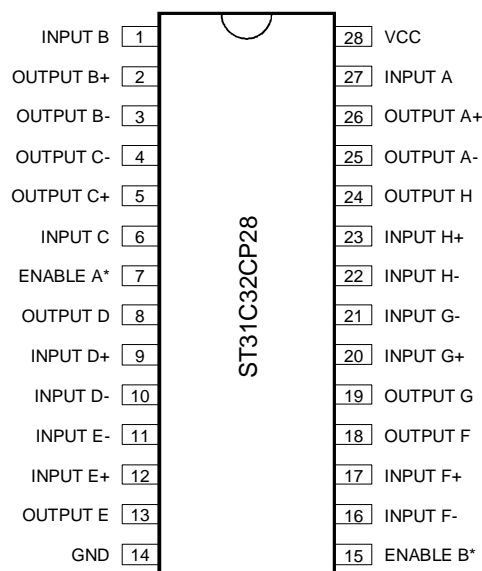 INPUT B 1 28 VCC
OUTPUT B+ 2 27 INPUT A
OUTPUT B- 3 26 OUTPUT A+
OUTPUT C- 4 25 OUTPUT A-
OUTPUT C+ 5 24 OUTPUT H
INPUT C 6 23 INPUT H+
ENABLE A* 7 22 INPUT H-
OUTPUT D 8 21 INPUT G-
INPUT D+ 9 20 INPUT G+
INPUT D- 10 19 OUTPUT G
INPUT E- 11 18 OUTPUT F
INPUT E+ 12 17 INPUT F+
OUTPUT E 13 16 INPUT F-
GND 14 15 ENABLE B*
ST31C32CP28